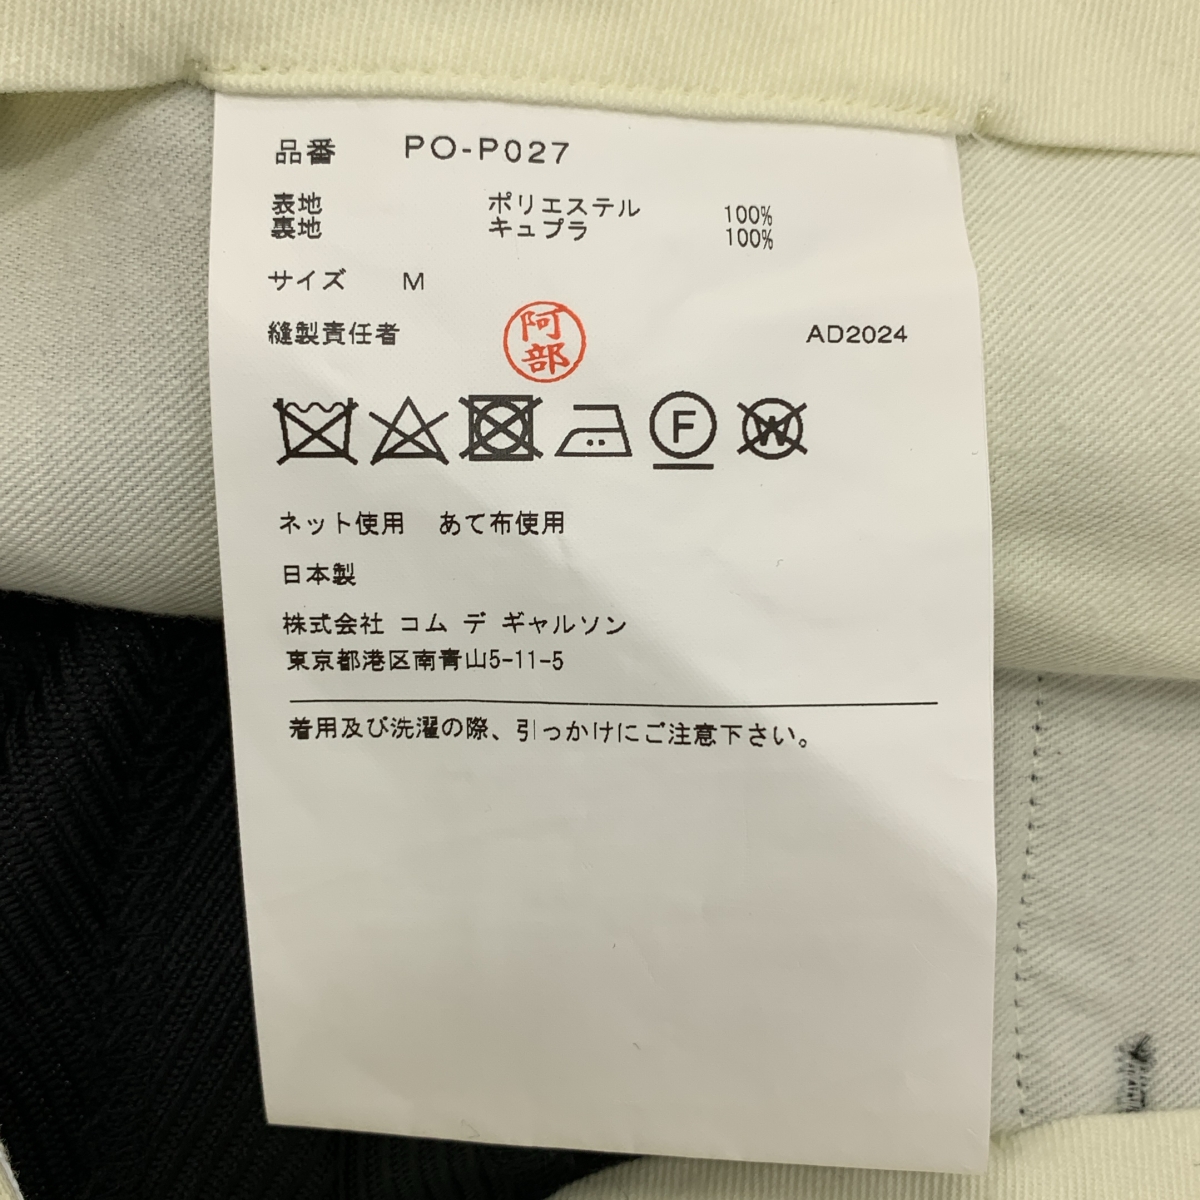 品番 PO-P027
表地 ポリエステル 100%
裏地 キュプラ 100%
サイズ M
縫製責任者 阿部 AD2024
F W
ネット使用 あて布使用
日本製
株式会社 コム デ ギャルソン
東京都港区南青山5-11-5
着用及び洗濯の際、引っかけにご注意下さい。